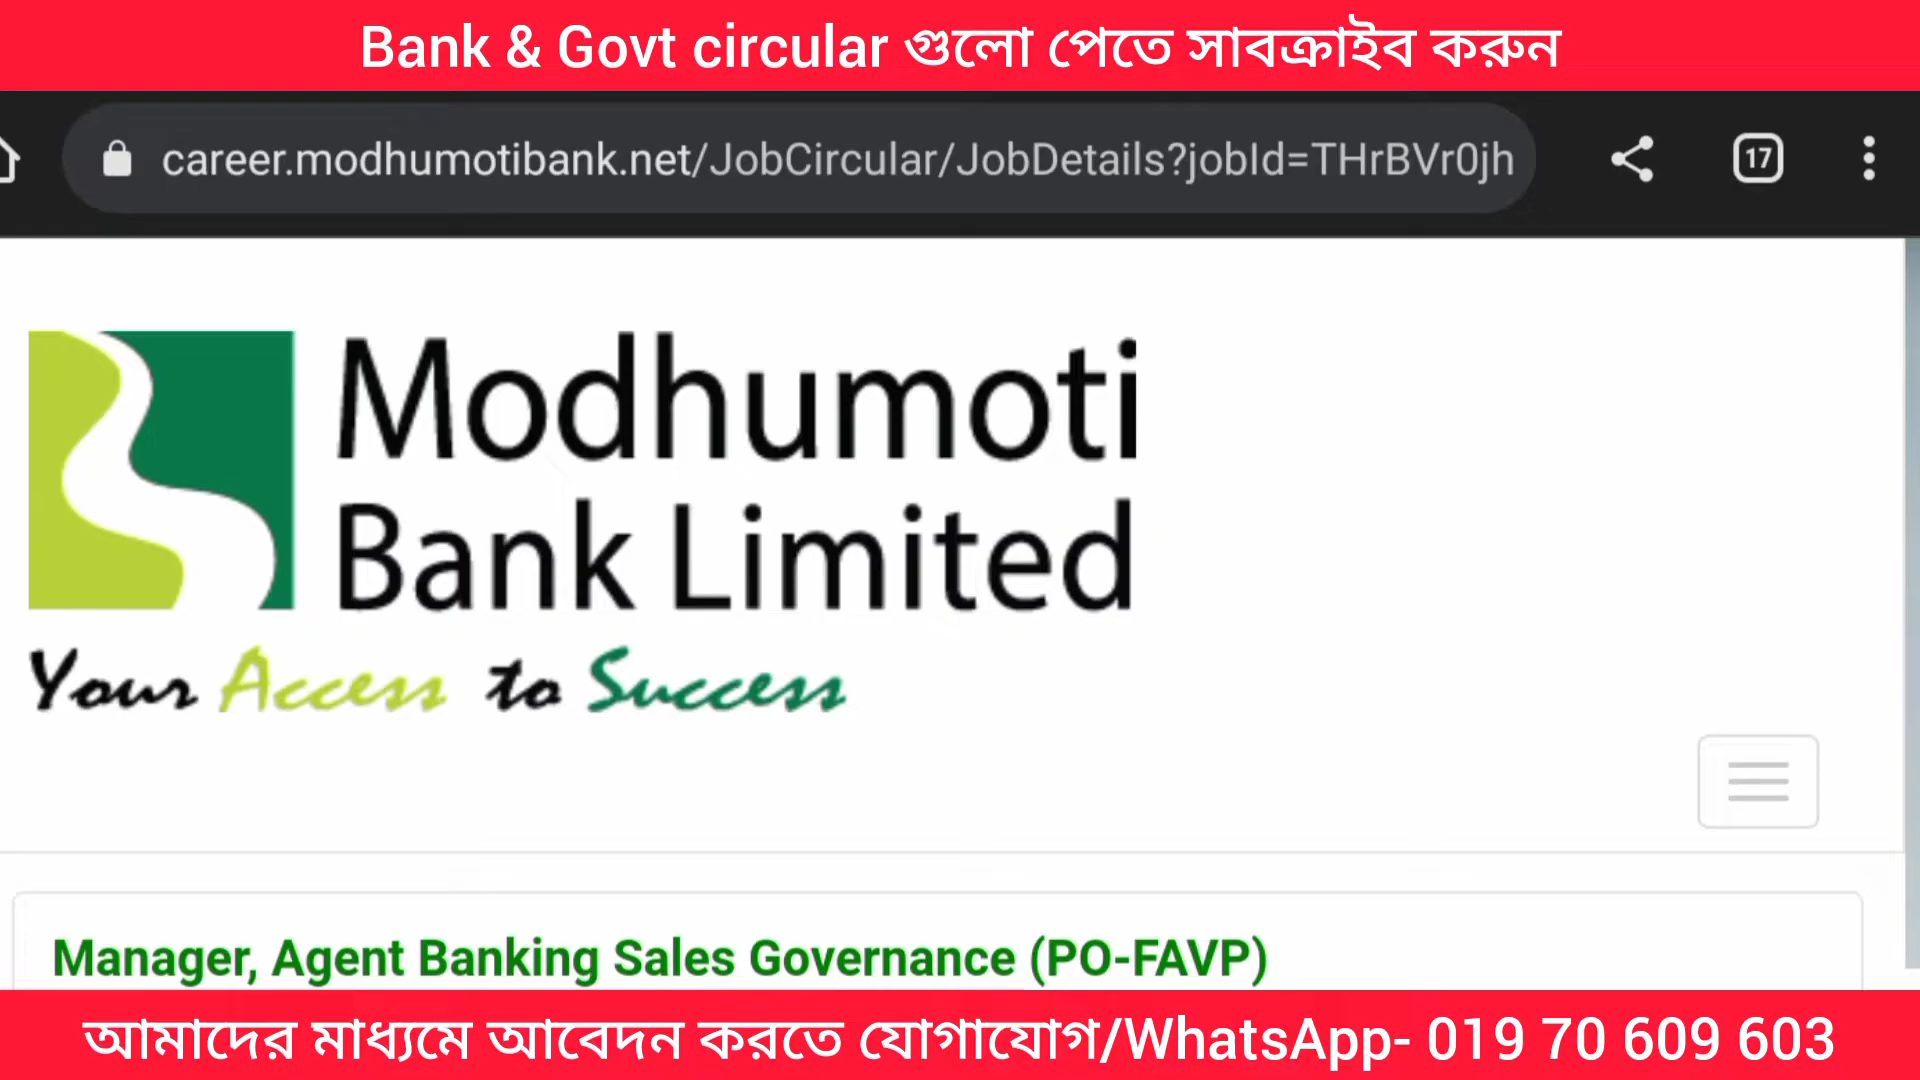 Bank & Govt circular গুলো পেতে সাবক্রাইব করুন
career.modhumotibank.net/JobCircular/JobDetails?jobId=THrBVr0jh
17
Modhumoti
Bank Limited
Your Access to Success
Manager, Agent Banking Sales Governance (PO-FAVP)
আমাদের মাধ্যমে আবেদন করতে যোগাযোগ/WhatsApp- 019 70 609 603